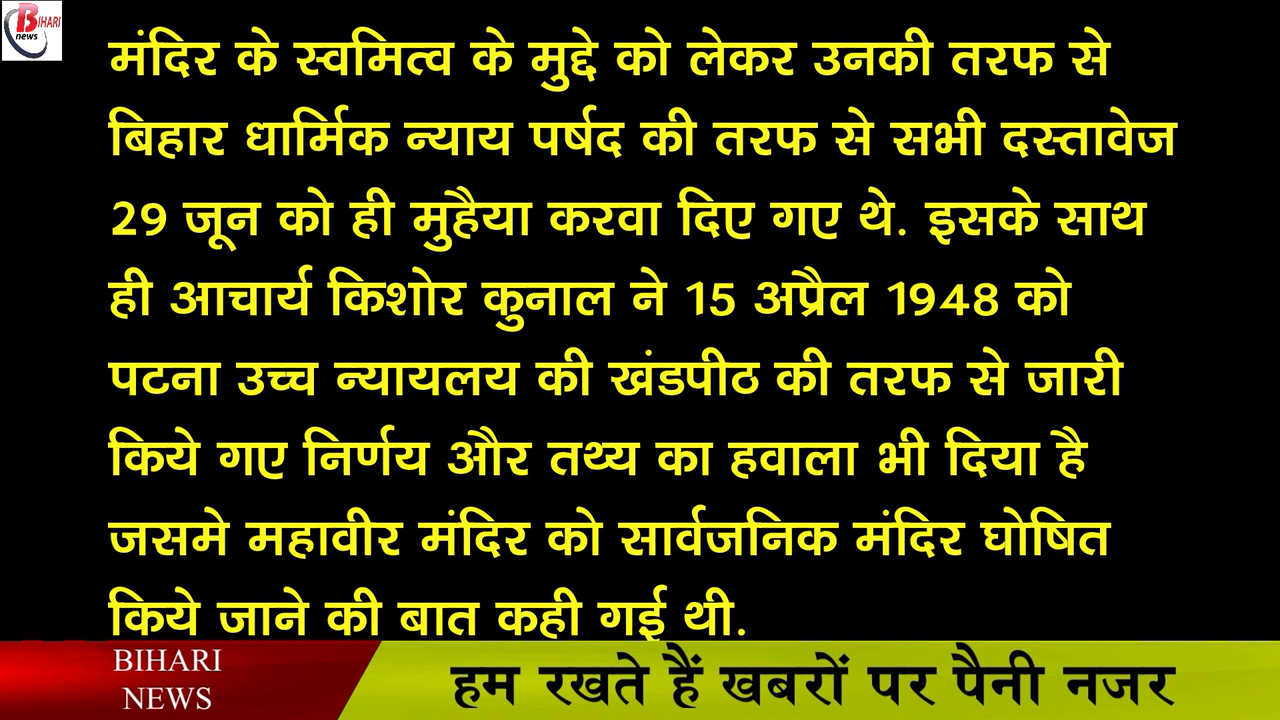 BIHARI
news
मंदिर के स्वमित्व के मुद्दे को लेकर उनकी तरफ से
बिहार धार्मिक न्याय पर्षद की तरफ से सभी दस्तावेज
29 जून को ही मुहैया करवा दिए गए थे. इसके साथ
ही आचार्य किशोर कुनाल ने 15 अप्रैल 1948 को
पटना उच्च न्यायलय की खंडपीठ की तरफ से जारी
किये गए निर्णय और तथ्य का हवाला भी दिया है
जसमे महावीर मंदिर को सार्वजनिक मंदिर घोषित
किये जाने की बात कही गई थी.
BIHARI
NEWS
हम रखते हैं खबरों पर पैनी नजर